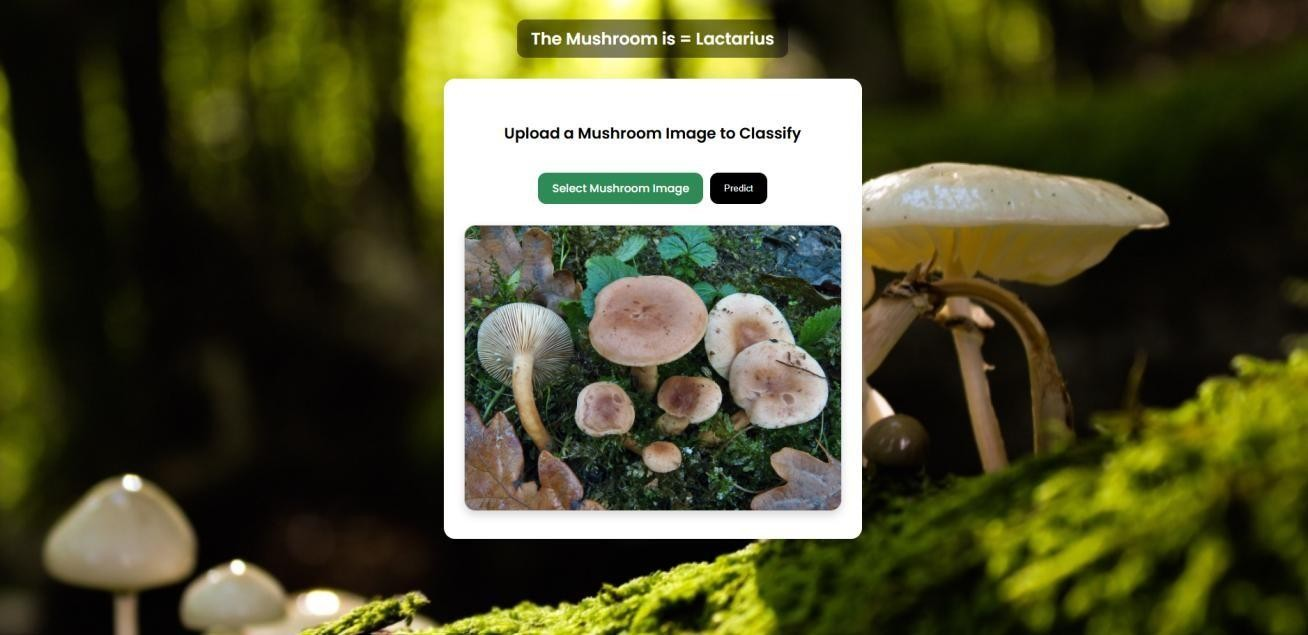 The Mushroom is = Lactarius
Upload a Mushroom Image to Classify
Select Mushroom Image
Predict